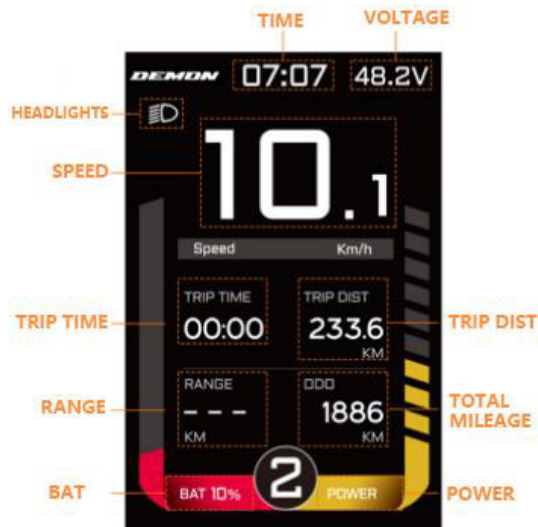 TIME
VOLTAGE
DEMON 07:07 48.2V
HEADLIGHTS
SPEED
10.1
Speed Km/h
TRIP TIME
TRIP TIME
00:00
TRIP DIST
233.6
KM
TRIP DIST
RANGE
RANGE
---
KM
ODO
1886
KM
TOTAL
MILEAGE
BAT
BAT 10%
2
POWER
POWER